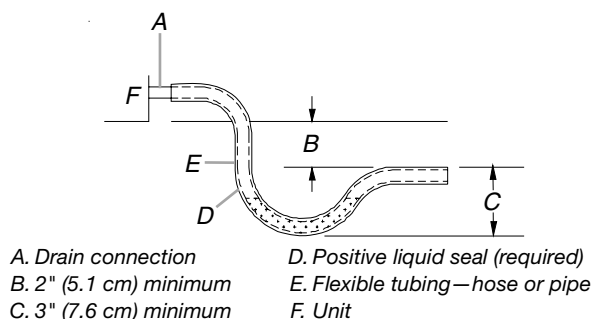 A
F
B
E
D
C
A. Drain connection
B. 2" (5.1 cm) minimum
C. 3" (7.6 cm) minimum
D. Positive liquid seal (required)
E. Flexible tubing—hose or pipe
F. Unit